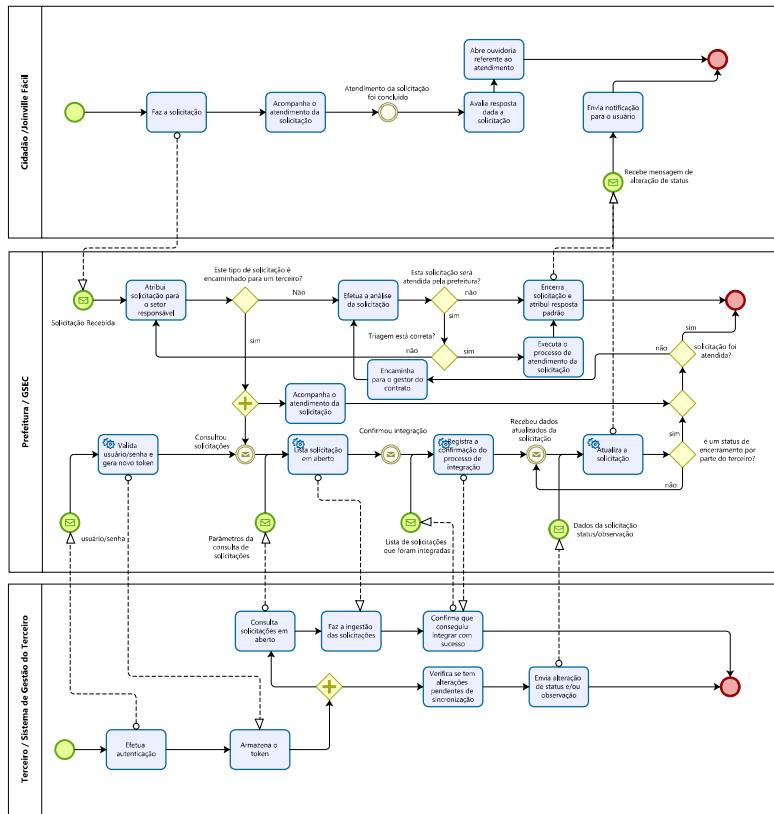 Cidadão /Joinville Fácil
Abre ouvidoria
referente ao
atendimento
Atendimento da solicitação
foi concluido
Faz a solicitação
Acompanha o
atendimento da
solicitação
Avalia resposta
dada a
solicitação
Envia notificação
para o usuário
Recebe mensagem de
alteração de status
Prefeitura / GSEC
Este tipo de solicitação é
encaminhado para um terceiro?
Esta solicitação será
atendida pela prefeitura?
Atribui
solicitação para
o setor
responsável
Não
Efetua a análise
da solicitação
não
Encerra
solicitação e
atribui resposta
padrão
Solicitação Recebida
sim
sim
Triagem está correta?
não
sim
Executa o
processo de
atendimento da
solicitação
não
sim
solicitação foi
atendida?
Encaminha
para o gestor do
contrato
Acompanha o
atendimento da
solicitação
Valida
usuário/senha e
gera novo token
Consultou
solicitações
Lista solicitação
em aberto
Confirmou integração
Registra a
confirmação do
processo de
integração
Recebeu dados
atualizados da
solicitação
Atualiza a
solicitação
sim
é um status de
encerramento por
parte do terceiro?
não
usuário/senha
Parâmetros da
consulta de
solicitações
Lista de solicitações
que foram integradas
Dados da solicitação
status/observação
Terceiro / Sistema de Gestão do Terceiro
Consulta
solicitações em
aberto
Faz a ingestão
das solicitações
Confirma que
conseguiu
integrar com
sucesso
Verifica se tem
alterações
pendentes de
sincronização
Envia alteração
de status e/ou
observação
Efetua
autenticação
Armazena o
token